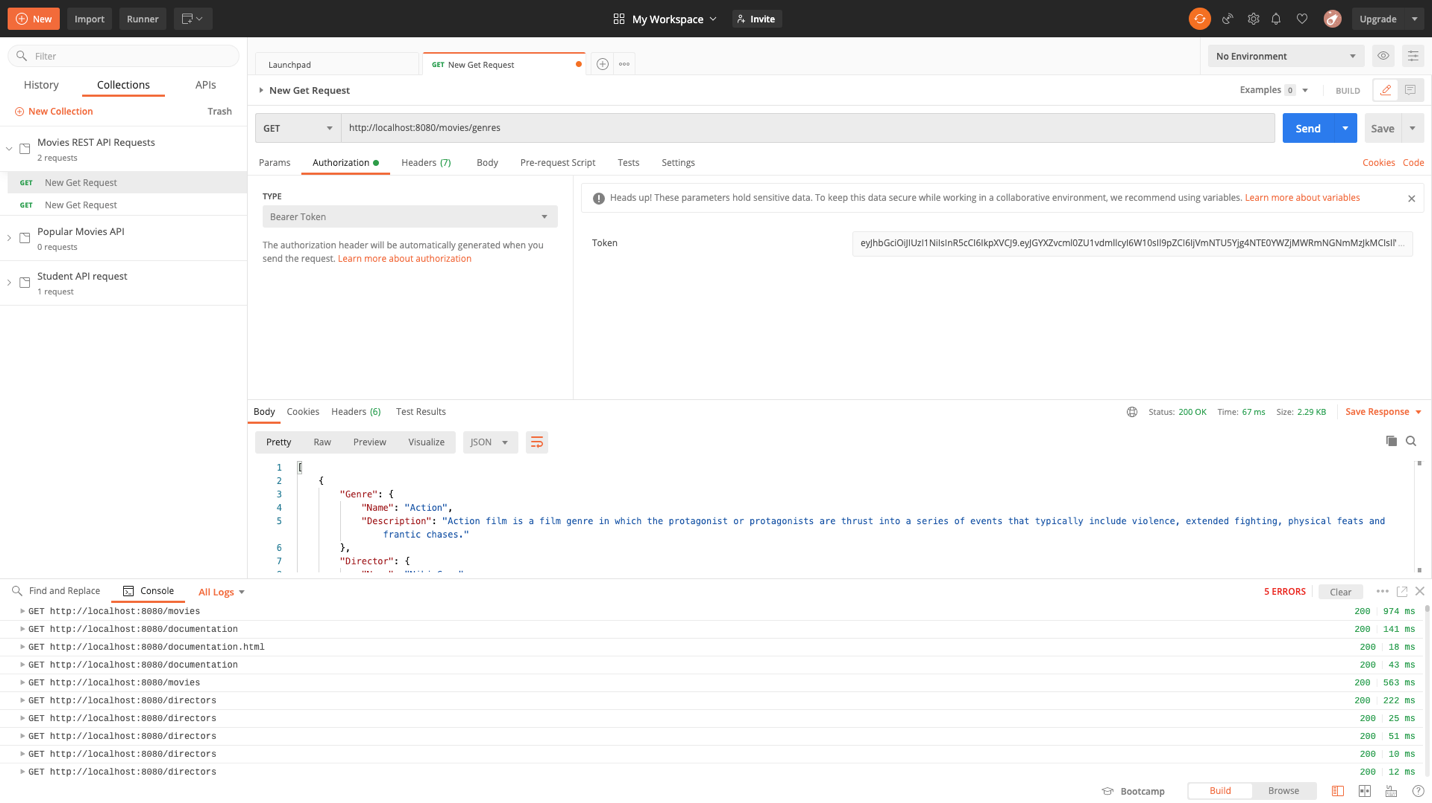 New
Import
Runner
My Workspace
Invite
Upgrade
Filter
History
Collections
APIs
New Collection
Trash
Movies REST API Requests
2 requests
GET New Get Request
GET New Get Request
Popular Movies API
0 requests
Student API request
1 request
Launchpad
GET New Get Request
No Environment
New Get Request
Examples 0
BUILD
GET
http://localhost:8080/movies/genres
Send
Save
Params
Authorization
Headers (7)
Body
Pre-request Script
Tests
Settings
Cookies
Code
TYPE
Bearer Token
The authorization header will be automatically generated when you
send the request. Learn more about authorization
Heads up! These parameters hold sensitive data. To keep this data secure while working in a collaborative environment, we recommend using variables. Learn more about variables
Token
Body
Cookies
Headers (6)
Test Results
Status: 200 OK
Time: 67 ms
Size: 2.29 KB
Save Response
Pretty
Raw
Preview
Visualize
JSON
1 [
2 {
3 "Genre": {
4 "Name": "Action",
5 "Description": "Action film is a film genre in which the protagonist or protagonists are thrust into a series of events that typically include violence, extended fighting, physical feats and
frantic chases."
6 },
7 "Director": {
Find and Replace
Console
All Logs
5 ERRORS
Clear
GET http://localhost:8080/movies 200 974 ms
GET http://localhost:8080/documentation 200 141 ms
GET http://localhost:8080/documentation.html 200 18 ms
GET http://localhost:8080/documentation 200 43 ms
GET http://localhost:8080/movies 200 563 ms
GET http://localhost:8080/directors 200 222 ms
GET http://localhost:8080/directors 200 25 ms
GET http://localhost:8080/directors 200 51 ms
GET http://localhost:8080/directors 200 10 ms
GET http://localhost:8080/directors 200 12 ms
Bootcamp
Build
Browse